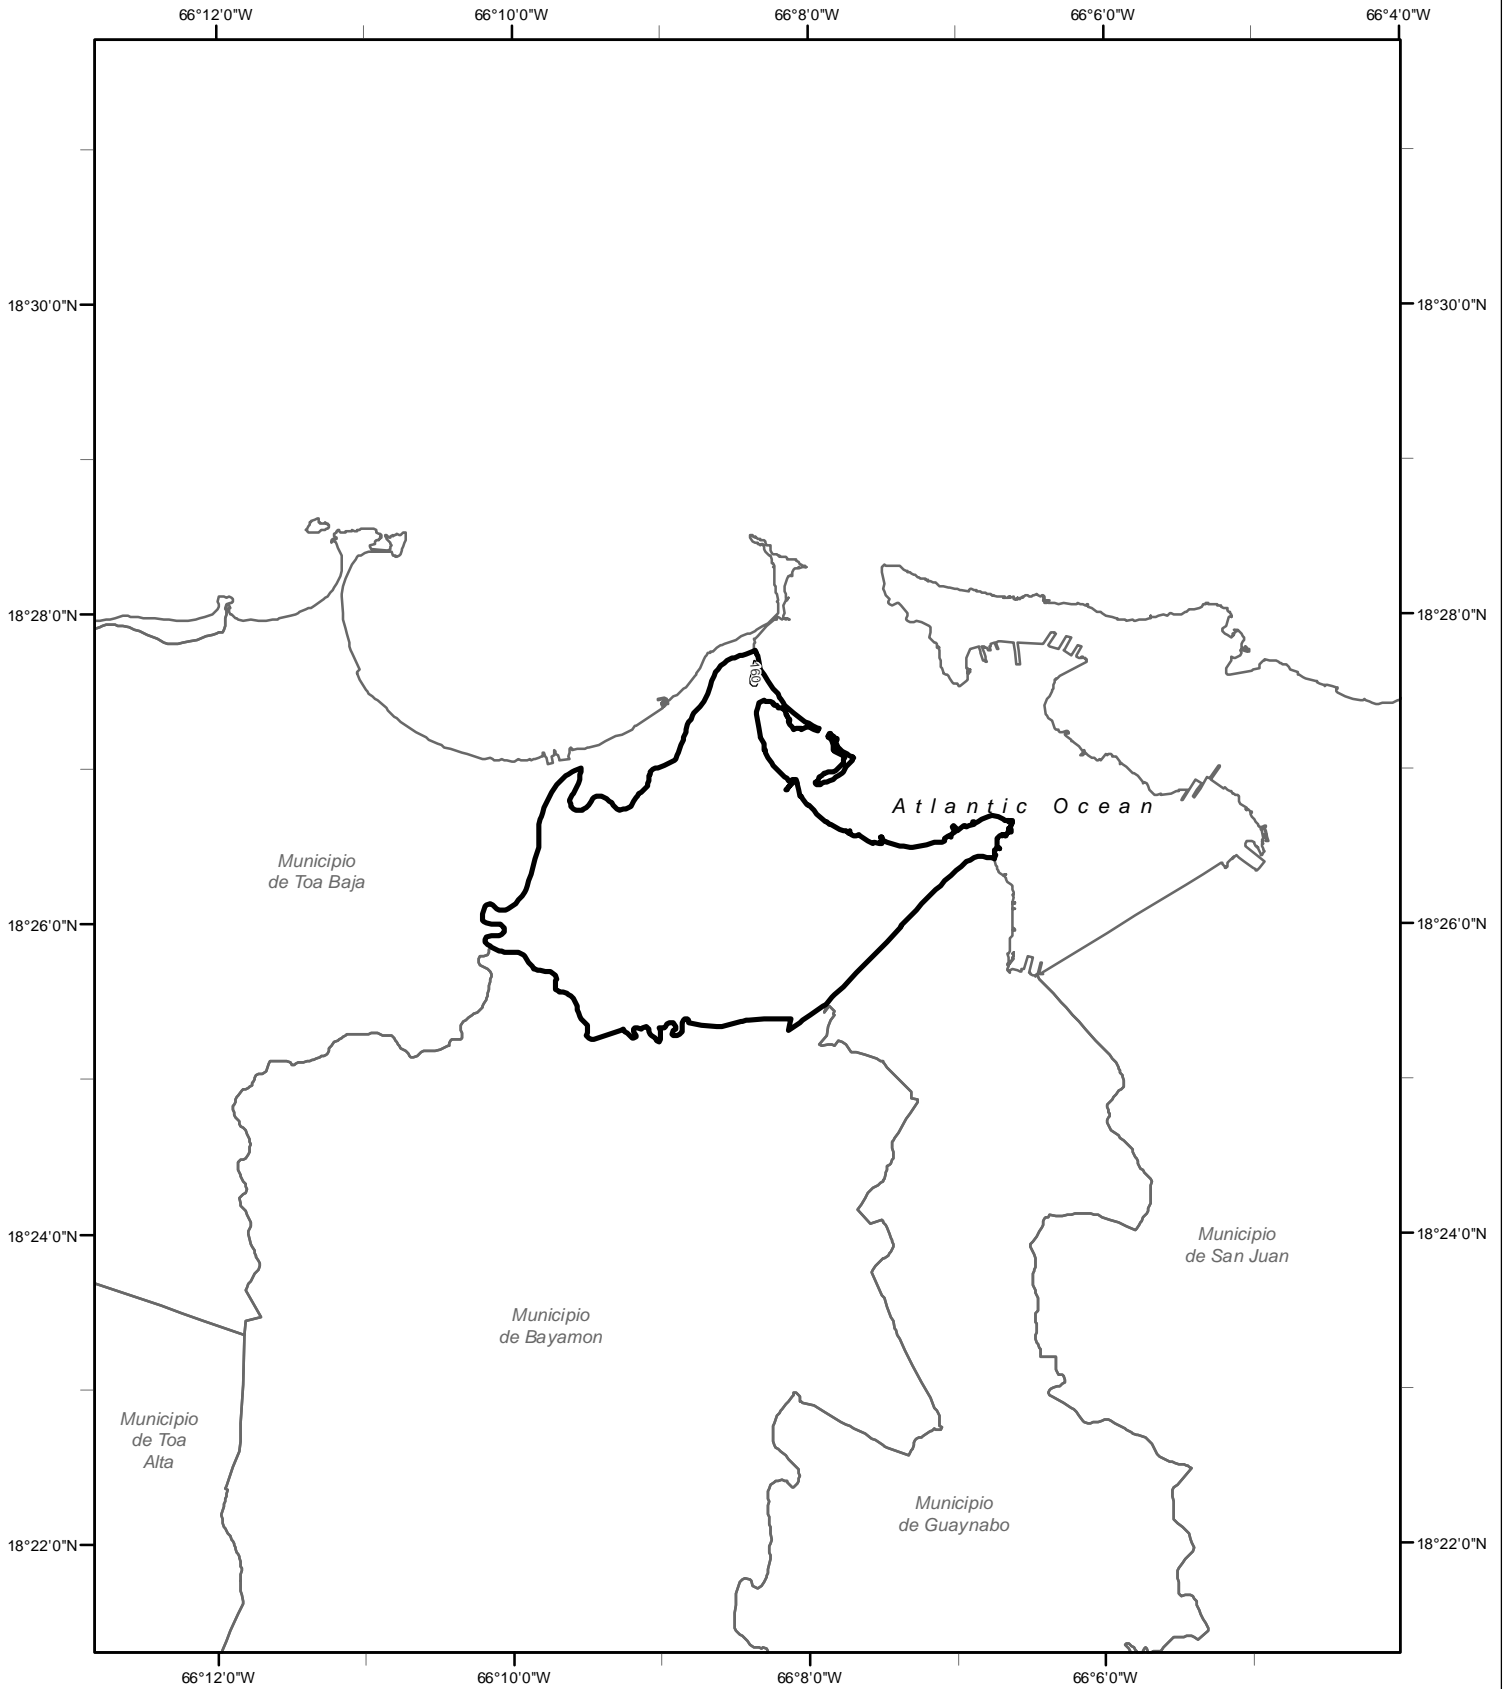 66°12'0"W 66°10'0"W 66°8'0"W 66°6'0"W 66°4'0"W
18°30'0"N 18°30'0"N
18°28'0"N 18°28'0"N
160
Atlantic Ocean
Municipio
de Toa Baja
18°26'0"N 18°26'0"N
18°24'0"N 18°24'0"N
Municipio
de San Juan
Municipio
de Bayamon
Municipio
de Toa
Alta
Municipio
de Guaynabo
18°22'0"N 18°22'0"N
66°12'0"W 66°10'0"W 66°8'0"W 66°6'0"W